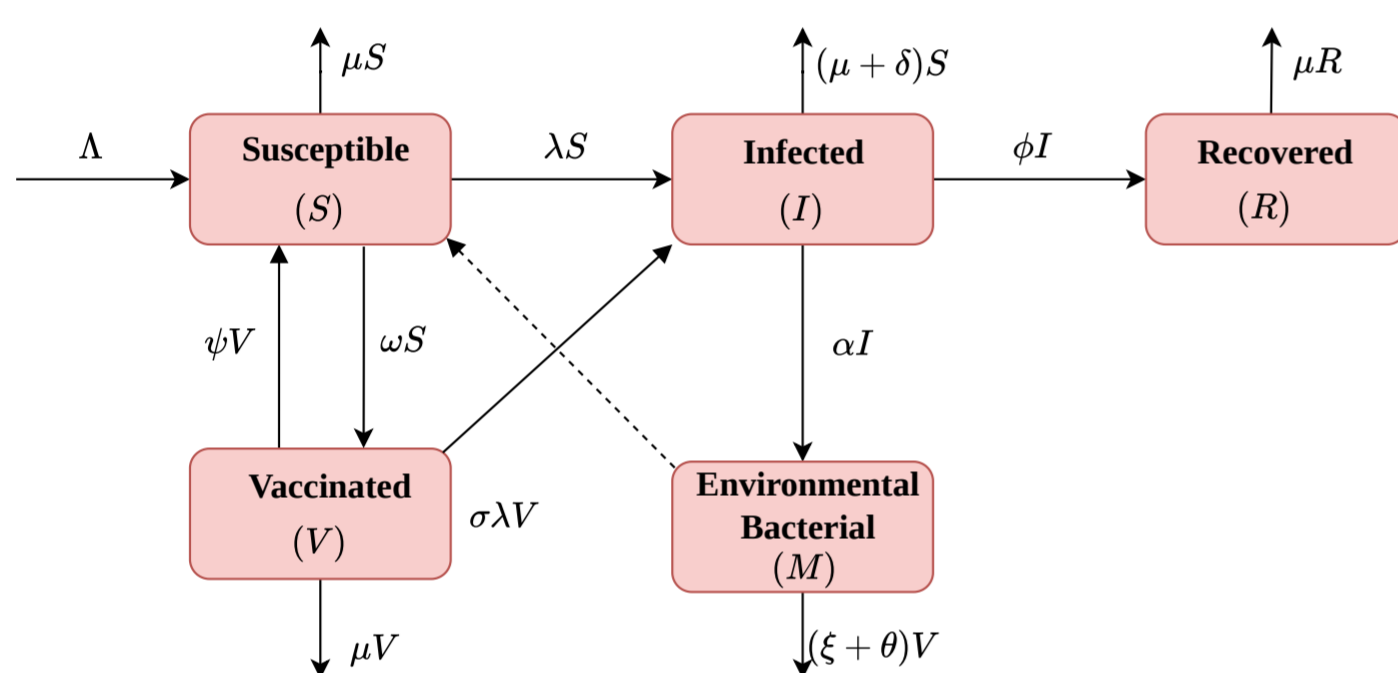 μS
(μ + δ)S
μR
Λ
Susceptible
(S)
λS
Infected
(I)
ϕI
Recovered
(R)
ψV
ωS
αI
Vaccinated
(V)
σλV
Environmental
Bacterial
(M)
μV
(ξ + θ)V